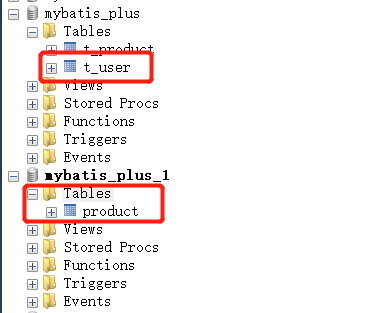 mybatis_plus
Tables
t_product
t_user
Views
Stored Procs
Functions
Triggers
Events
mybatis_plus_1
Tables
product
Views
Stored Procs
Functions
Triggers
Events